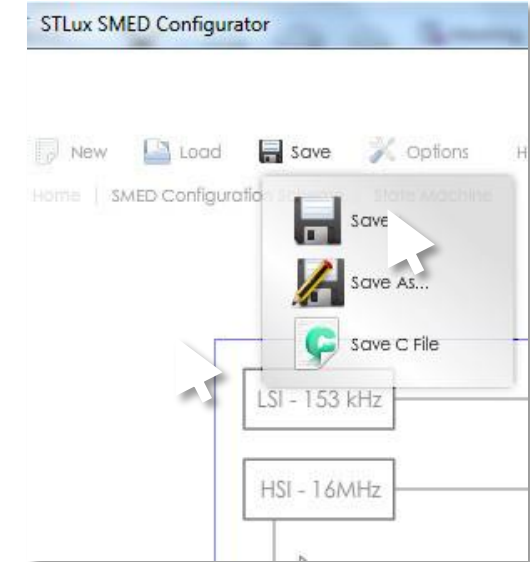 STLux SMED Configurator
New Load Save Options H
Home | SMED Configuration Scheme | State Machine
Save
Save As...
Save C File
LSI - 153 kHz
HSI - 16MHz